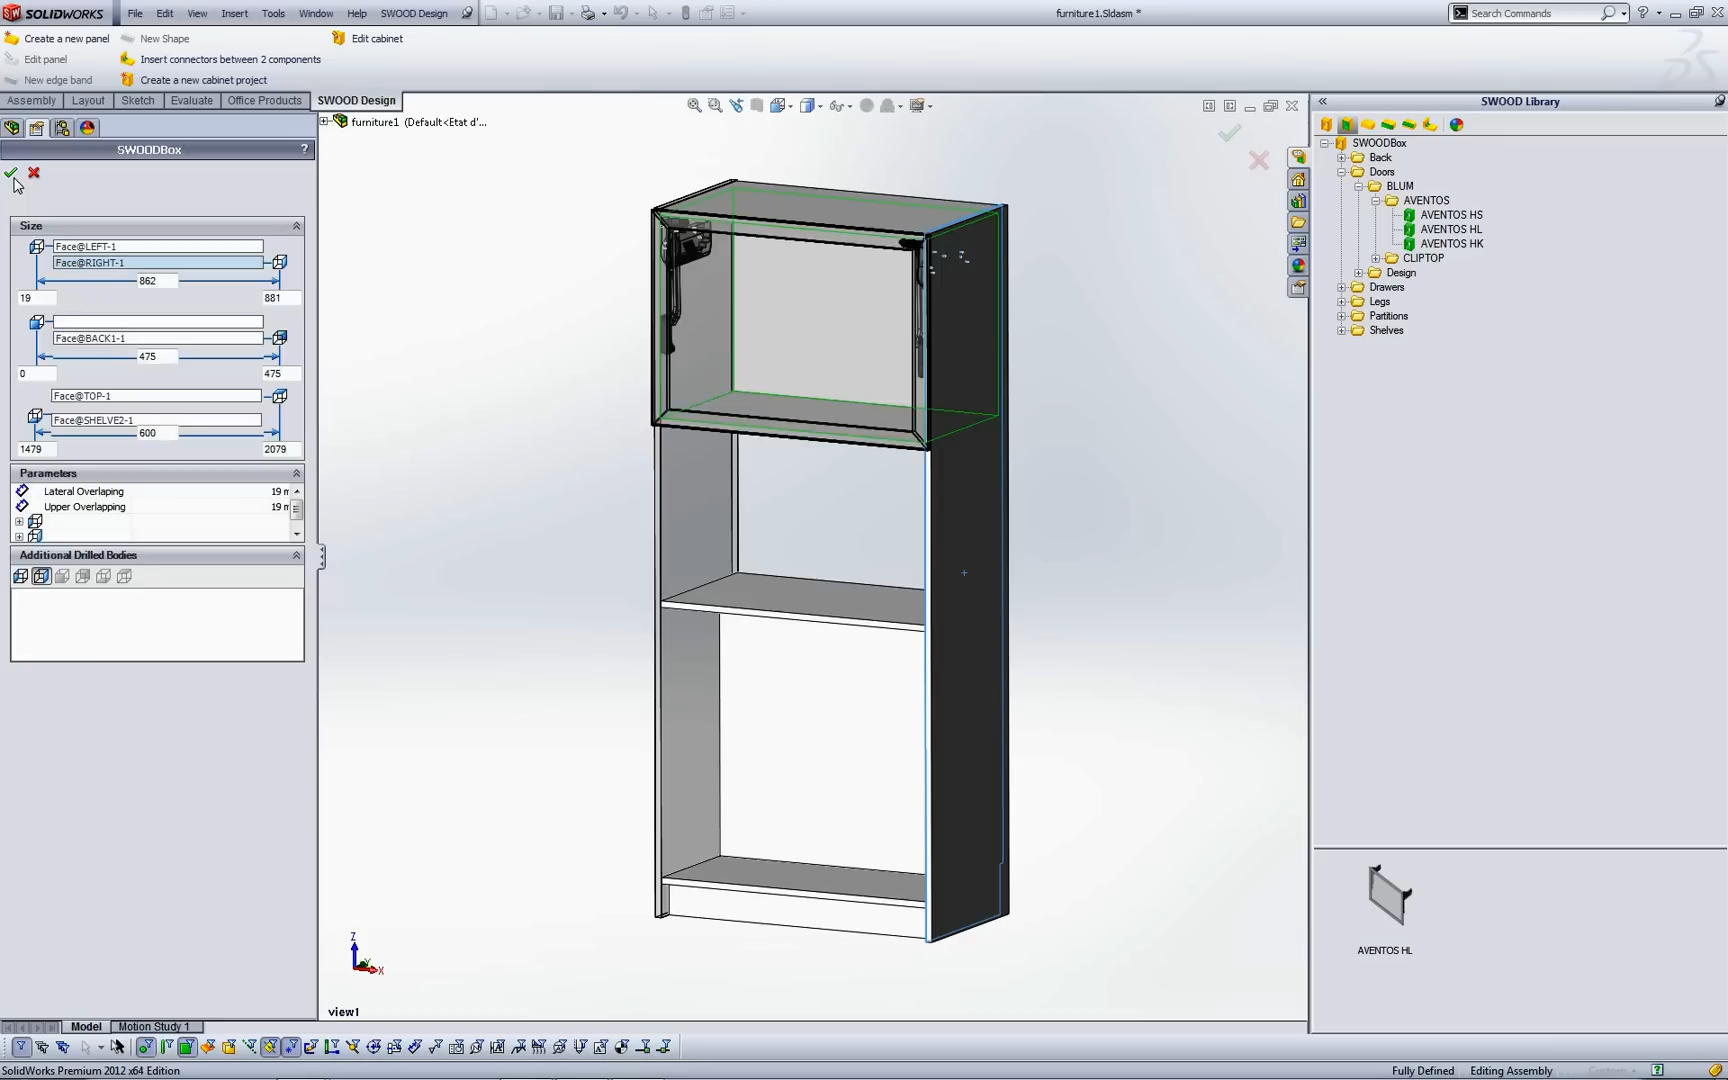 SOLIDWORKS File Edit View Insert Tools Window Help SWOOD Design furniture1.Sldasm * Search Commands
Create a new panel New Shape Edit cabinet
Edit panel Insert connectors between 2 components
New edge band Create a new cabinet project
Assembly Layout Sketch Evaluate Office Products SWOOD Design
SWOOD Library
furniture1 (Default<Etat d'...
SWOODBox ?
Size
Face@LEFT-1
Face@RIGHT-1
862
19 881
Face@BACK1-1
475
0 475
Face@TOP-1
Face@SHELVE2-1
600
1479 2079
Parameters
Lateral Overlaping 19 m
Upper Overlapping 19 m
Additional Drilled Bodies
SWOODBox
Back
Doors
BLUM
AVENTOS
AVENTOS HS
AVENTOS HL
AVENTOS HK
CLIPTOP
Design
Drawers
Legs
Partitions
Shelves
AVENTOS HL
Z
Y
X
view1
Model Motion Study 1
SolidWorks Premium 2012 x64 Edition Fully Defined Editing Assembly Custom